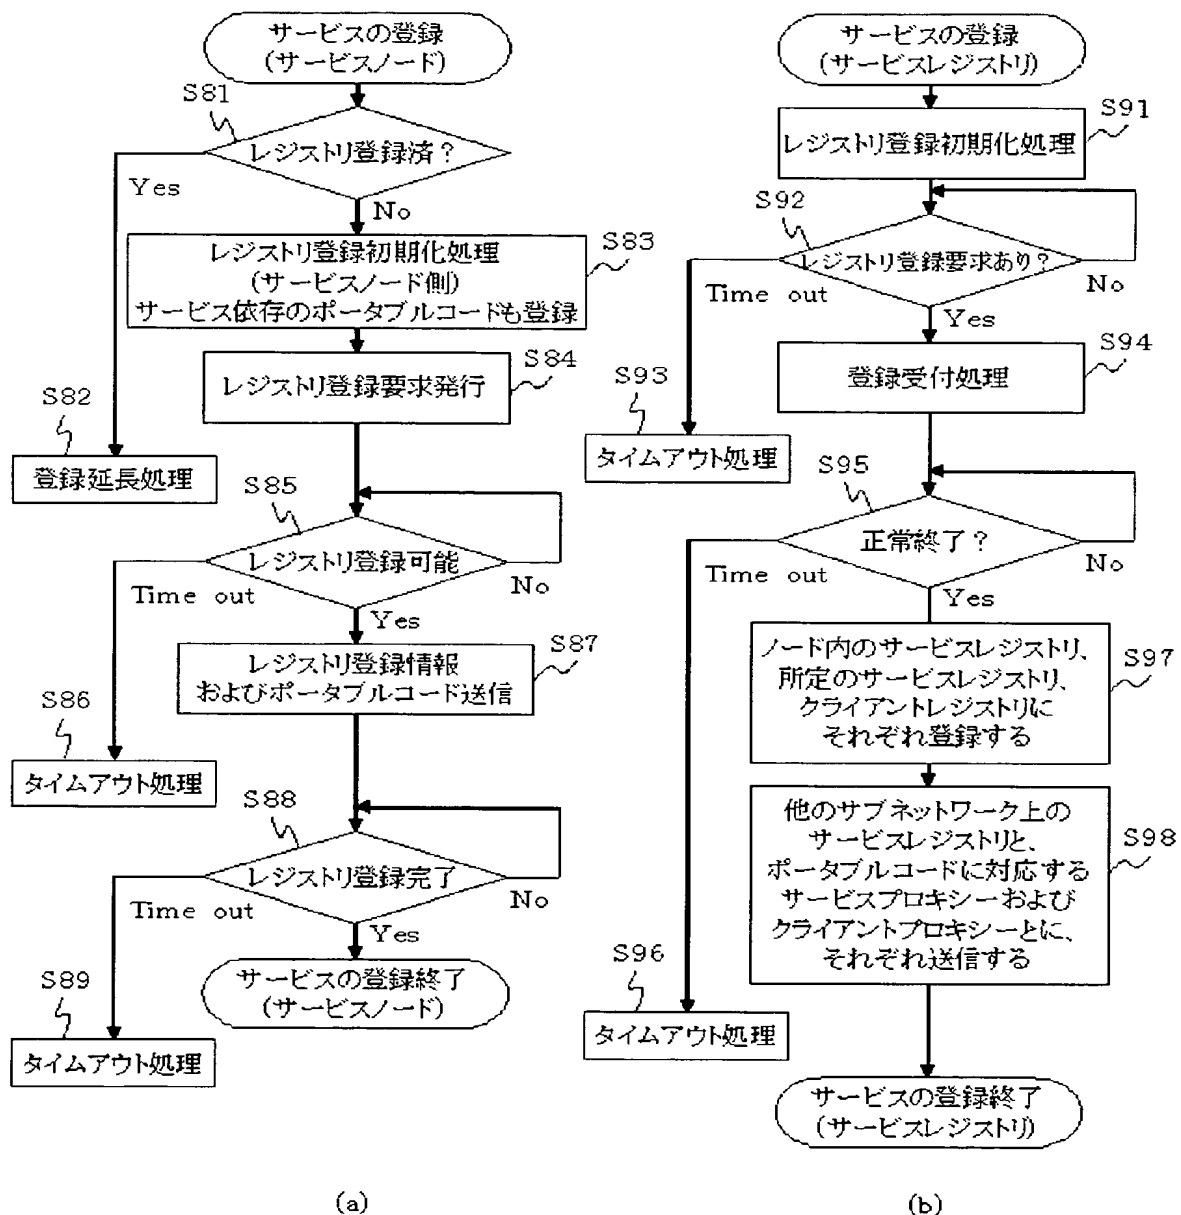 サービスの登録
(サービスノード)
S81
レジストリ登録済?
Yes
No
レジストリ登録初期化処理
(サービスノード側)
サービス依存のポータブルコードも登録
S83
レジストリ登録要求発行
S84
S82
登録延長処理
S85
レジストリ登録可能
No
Time out
Yes
レジストリ登録情報
およびポータブルコード送信
S87
S86
タイムアウト処理
S88
レジストリ登録完了
No
Time out
Yes
サービスの登録終了
(サービスノード)
S89
タイムアウト処理
(a)
サービスの登録
(サービスレジストリ)
レジストリ登録初期化処理
S91
S92
レジストリ登録要求あり?
No
Time out
Yes
登録受付処理
S94
S93
タイムアウト処理
S95
正常終了?
No
Time out
Yes
ノード内のサービスレジストリ、
所定のサービスレジストリ、
クライアントレジストリに
それぞれ登録する
S97
他のサブネットワーク上の
サービスレジストリと、
ポータブルコードに対応する
サービスプロキシーおよび
クライアントプロキシーとに、
それぞれ送信する
S98
S96
タイムアウト処理
サービスの登録終了
(サービスレジストリ)
(b)